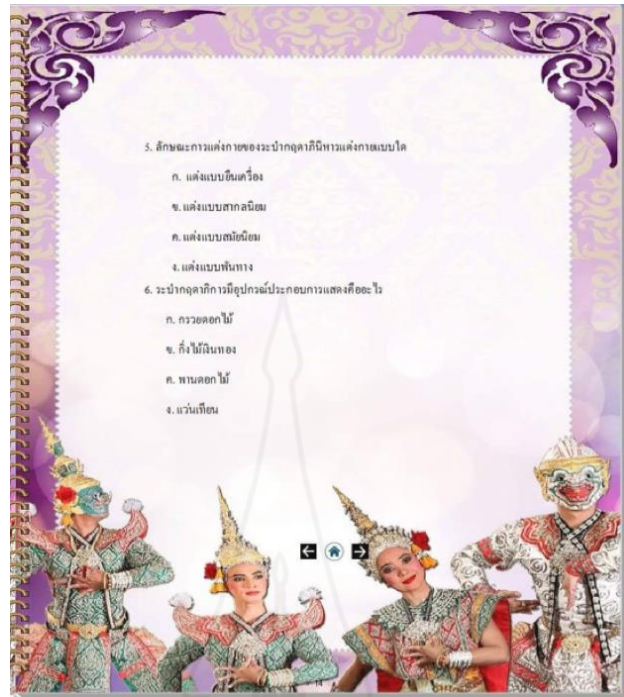 5. ลักษณะการแต่งกายของระบำกฤดาภินิหารแต่งกายแบบใด
ก. แต่งแบบยืนเครื่อง
ข. แต่งแบบสากลนิยม
ค. แต่งแบบสมัยนิยม
ง. แต่งแบบพันทาง
6. ระบำกฤดาภิการมีอุปกรณ์ประกอบการแสดงคืออะไร
ก. กรวยดอกไม้
ข. กิ่งไม้เงินทอง
ค. พานดอกไม้
ง. แว่นเทียน
14